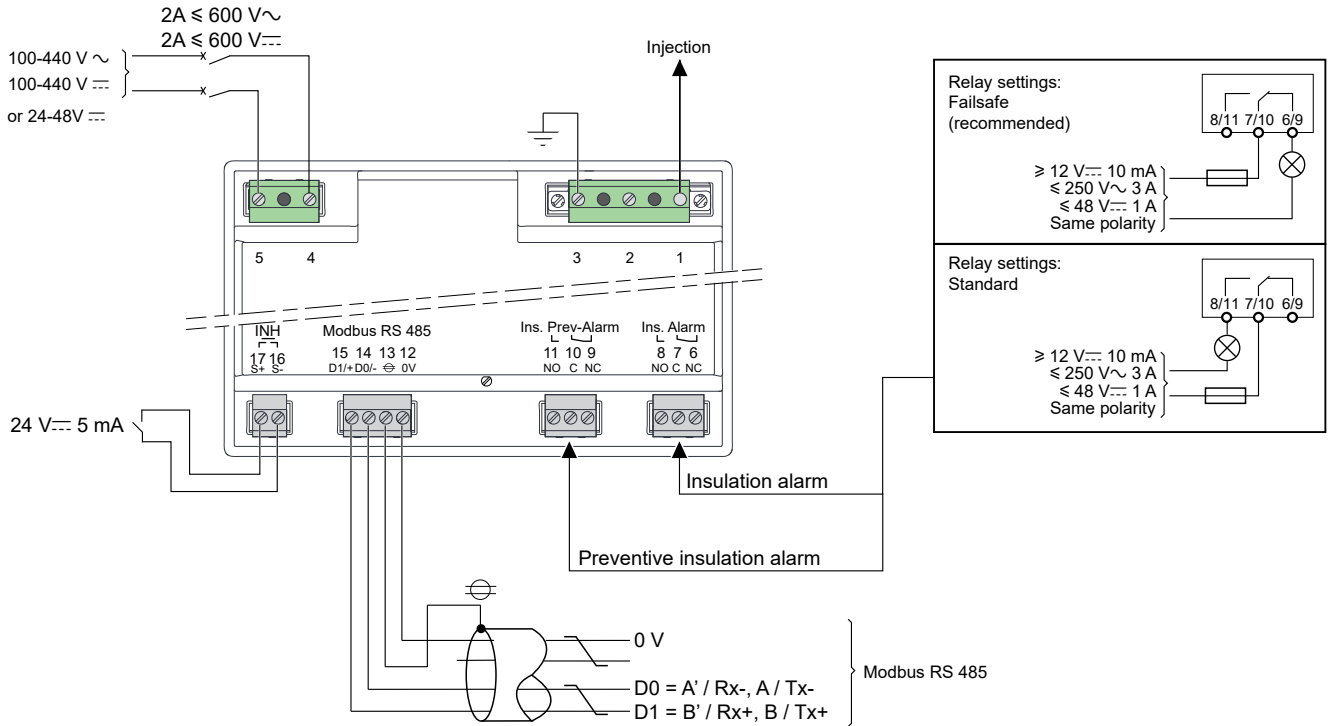 2A ≤ 600 V∼
2A ≤ 600 V⎓
100-440 V ∼
100-440 V ⎓
or 24-48V ⎓
Injection
5 4
3 2 1
INH
17 16
S+ S-
Modbus RS 485
15 14 13 12
D1/+ D0/- 0V
Ins. Prev-Alarm
11 10 9
NO C NC
Ins. Alarm
8 7 6
NO C NC
24 V⎓ 5 mA
Insulation alarm
Preventive insulation alarm
0 V
D0 = A' / Rx-, A / Tx-
D1 = B' / Rx+, B / Tx+
Modbus RS 485
Relay settings:
Failsafe
(recommended)
8/11 7/10 6/9
≥ 12 V⎓ 10 mA
≤ 250 V∼ 3 A
≤ 48 V⎓ 1 A
Same polarity
Relay settings:
Standard
8/11 7/10 6/9
≥ 12 V⎓ 10 mA
≤ 250 V∼ 3 A
≤ 48 V⎓ 1 A
Same polarity